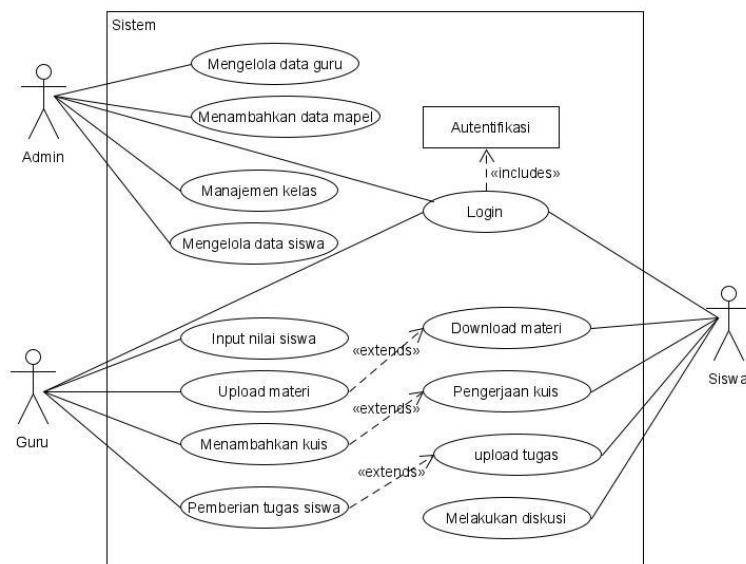 Sistem
Mengelola data guru
Menambahkan data mapel
Autentifikasi
Admin
«includes»
Manajemen kelas
Login
Mengelola data siswa
Input nilai siswa
Download materi
«extends»
Upload materi
Pengerjaan kuis
Siswa
«extends»
Guru
Menambahkan kuis
upload tugas
«extends»
Pemberian tugas siswa
Melakukan diskusi